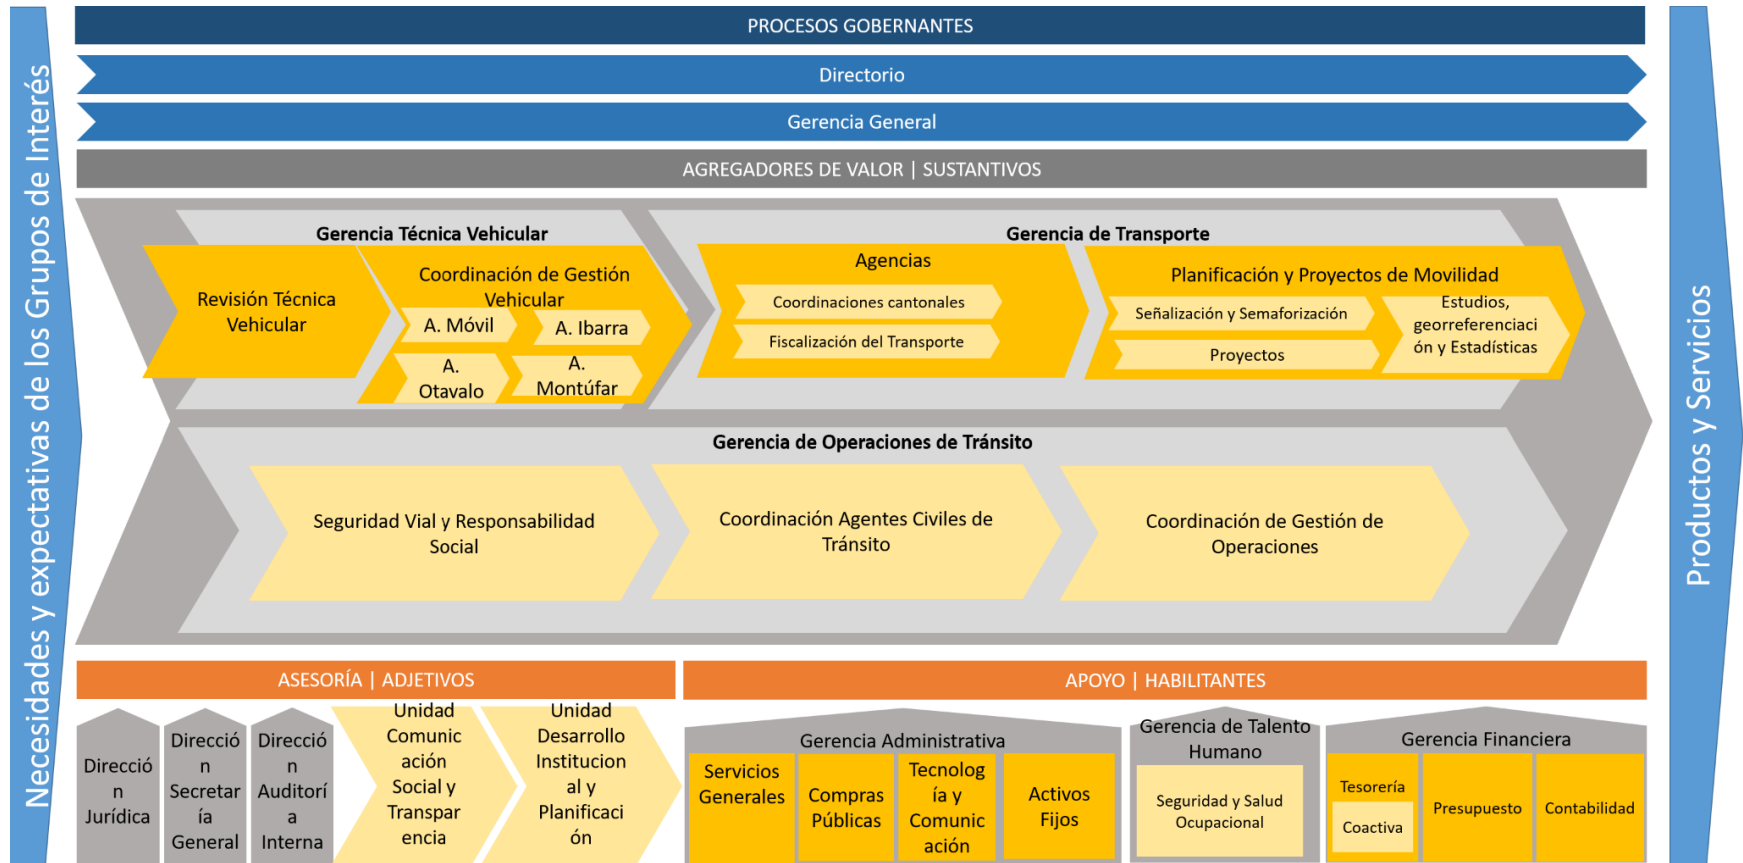 Necesidades y expectativas de los Grupos de Interés
PROCESOS GOBERNANTES
Directorio
Gerencia General
AGREGADORES DE VALOR | SUSTANTIVOS
Gerencia Técnica Vehicular
Revisión Técnica
Vehicular
Coordinación de Gestión
Vehicular
A. Móvil
A. Ibarra
A.
Otavalo
A.
Montúfar
Gerencia de Transporte
Agencias
Coordinaciones cantonales
Fiscalización del Transporte
Planificación y Proyectos de Movilidad
Señalización y Semaforización
Proyectos
Estudios,
georreferenciaci
ón y Estadísticas
Gerencia de Operaciones de Tránsito
Seguridad Vial y Responsabilidad
Social
Coordinación Agentes Civiles de
Tránsito
Coordinación de Gestión de
Operaciones
ASESORÍA | ADJETIVOS
Direcció
n
Jurídica
Direcció
n
Secretar
ía
General
Direcció
n
Auditorí
a
Interna
Unidad
Comunic
ación
Social y
Transpar
encia
Unidad
Desarrollo
Institucion
al y
Planificaci
ón
APOYO | HABILITANTES
Gerencia Administrativa
Servicios
Generales
Compras
Públicas
Tecnolog
ía y
Comunic
ación
Activos
Fijos
Gerencia de Talento
Humano
Seguridad y Salud
Ocupacional
Gerencia Financiera
Tesorería
Coactiva
Presupuesto
Contabilidad
Productos y Servicios